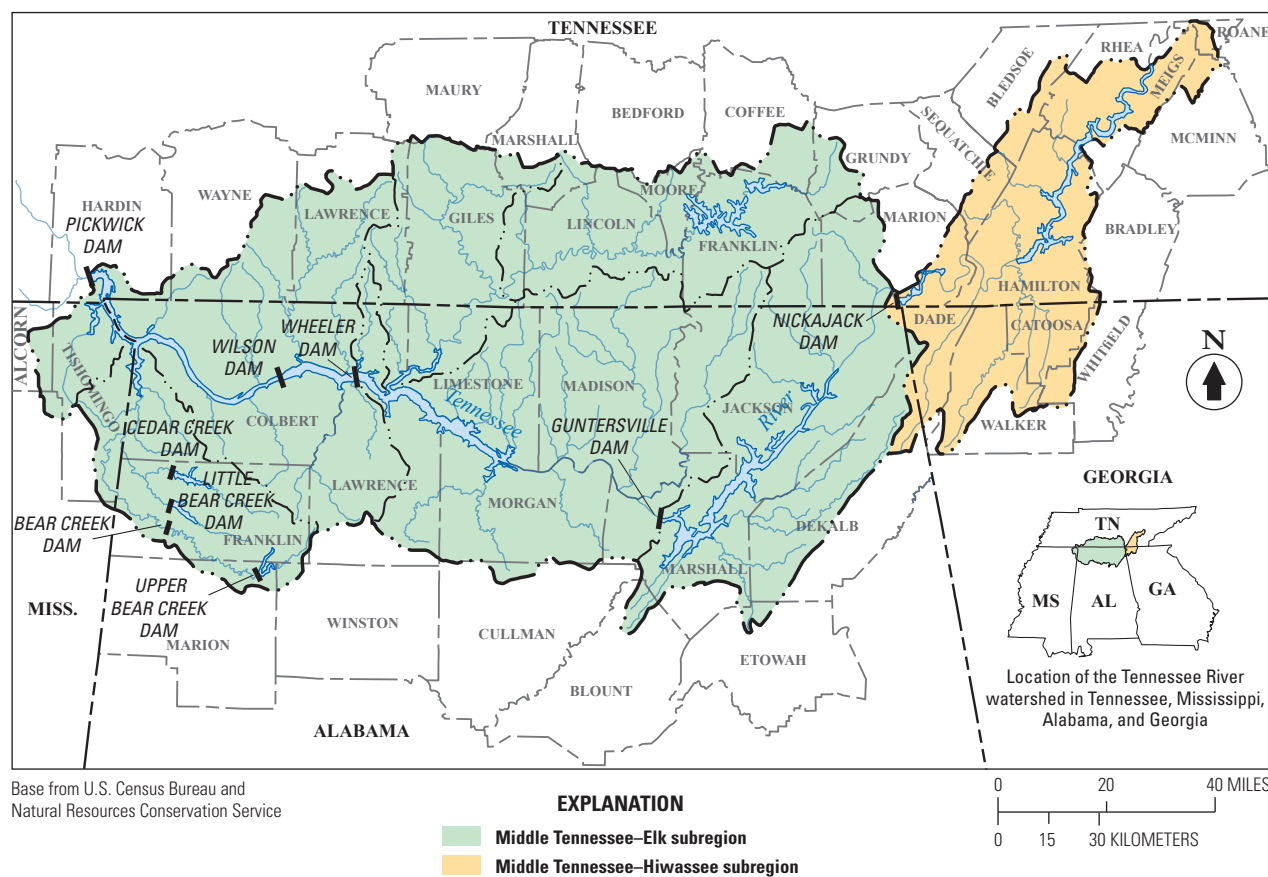 TENNESSEE
ROANE
RHEA
MEIGS
BLEDSOE
MAURY
BEDFORD
COFFEE
MARSHALL
SEQUATCHIE
MCMINN
GRUNDY
WAYNE
MOORE
HARDIN
LAWRENCE
GILES
LINCOLN
MARION
BRADLEY
PICKWICK
DAM
FRANKLIN
HAMILTON
NICKAJACK
DAM
DADE
CATOOSA
WHITfIELD
ALCORN
WHEELER
DAM
WILSON
DAM
TISHOMINGO
LIMESTONE
MADISON
Tennessee
River
JACKSON
COLBERT
CEDAR CREEK
DAM
GUNTERSVILLE
DAM
WALKER
N
LITTLE
BEAR CREEK
DAM
LAWRENCE
MORGAN
GEORGIA
BEAR CREEK
DAM
FRANKLIN
DEKALB
MARSHALL
UPPER
BEAR CREEK
DAM
MISS.
MARION
WINSTON
CULLMAN
ETOWAH
BLOUNT
ALABAMA
TN
MS
AL
GA
Location of the Tennessee River
watershed in Tennessee, Mississippi,
Alabama, and Georgia
Base from U.S. Census Bureau and
Natural Resources Conservation Service
0 20 40 MILES
0 15 30 KILOMETERS
EXPLANATION
Middle Tennessee–Elk subregion
Middle Tennessee–Hiwassee subregion